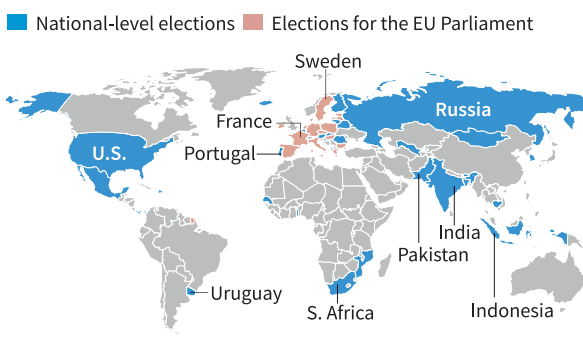 National-level elections
Elections for the EU Parliament
Sweden
France
Russia
U.S.
Portugal
India
Pakistan
Uruguay
S. Africa
Indonesia